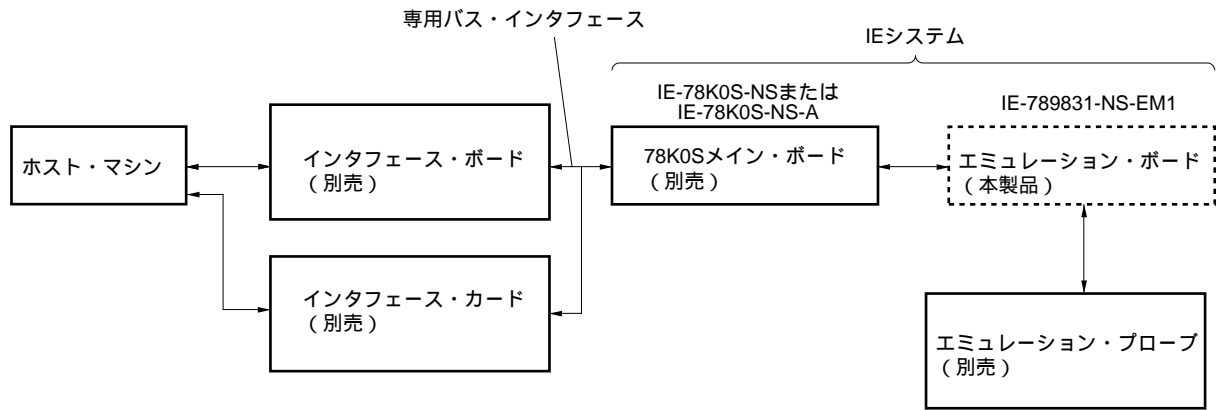 専用バス・インタフェース
IEシステム
IE-78K0S-NSまたは
IE-78K0S-NS-A
IE-789831-NS-EM1
ホスト・マシン
インタフェース・ボード
（別売）
78K0Sメイン・ボード
（別売）
エミュレーション・ボード
（本製品）
インタフェース・カード
（別売）
エミュレーション・プローブ
（別売）